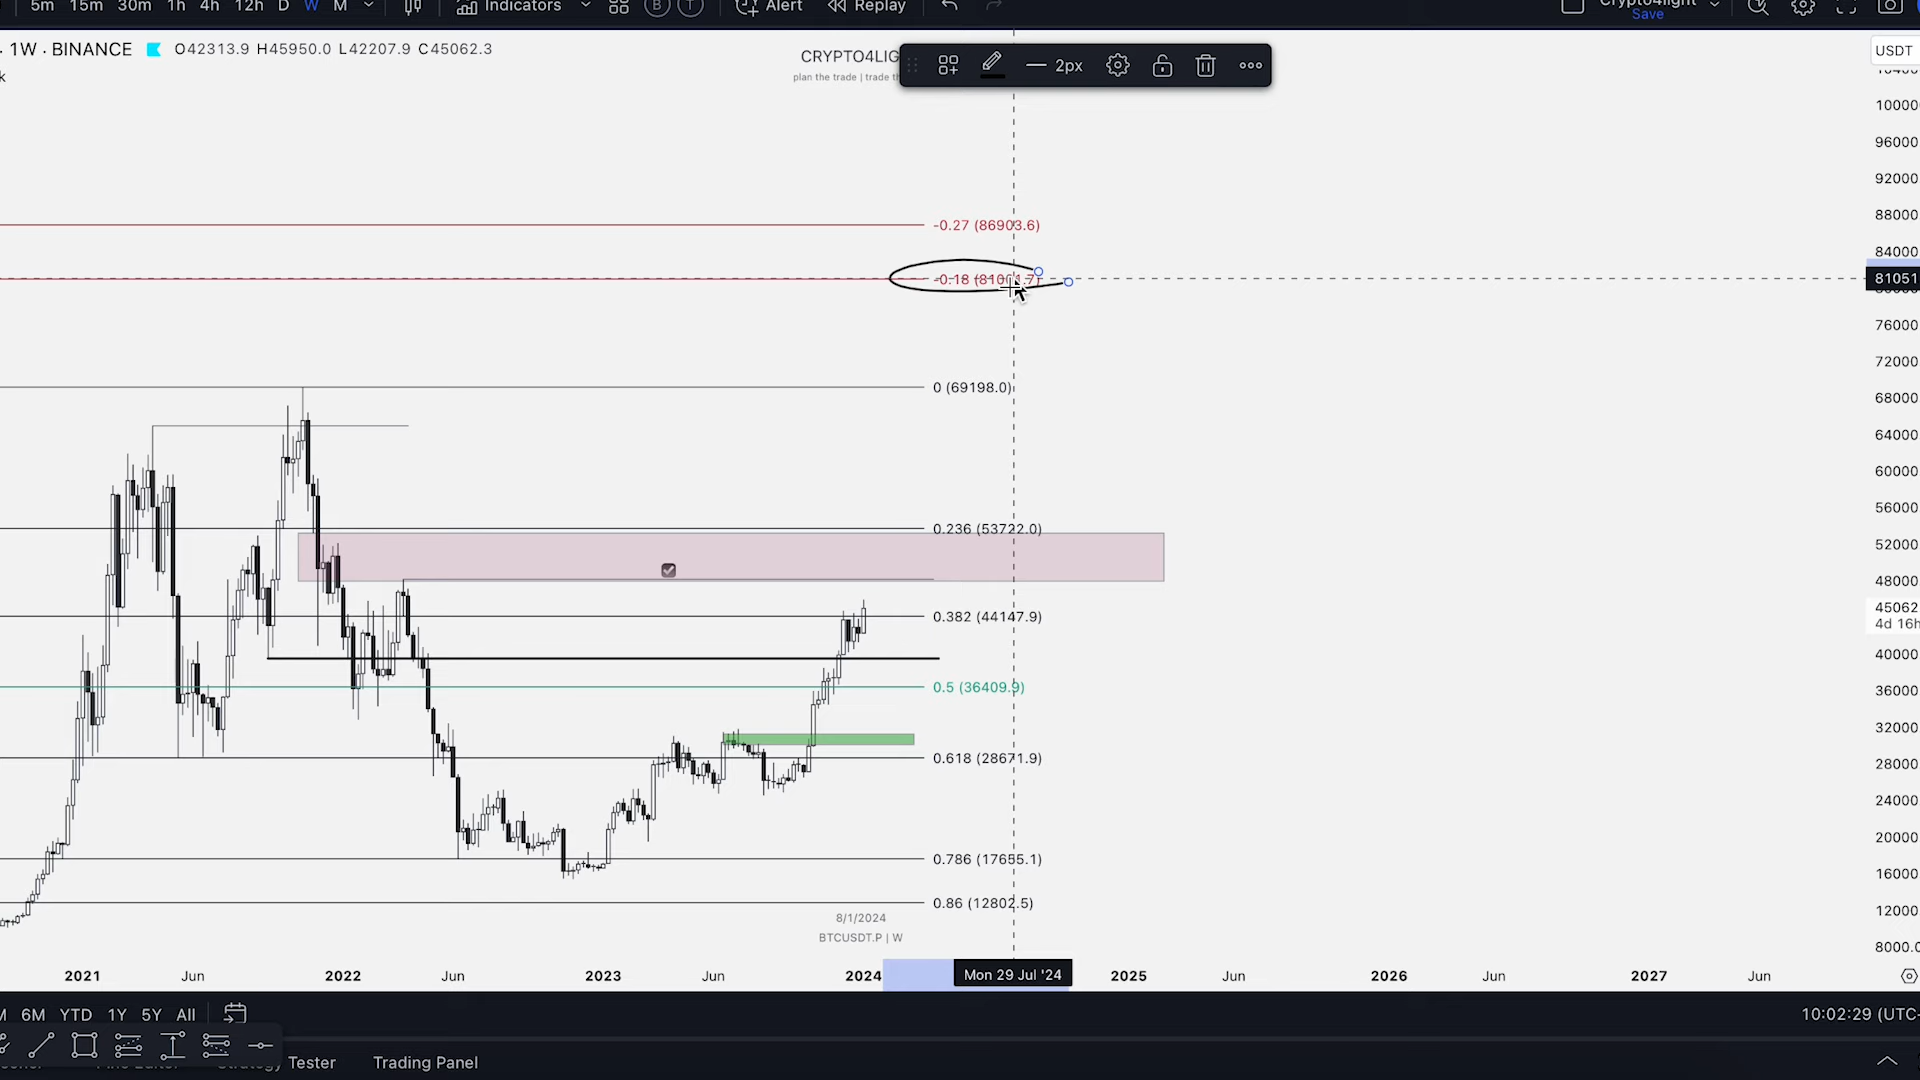 5m 15m 30m 1h 4h 12h D W M Indicators Alert Replay Crypto4light
Save
· 1W · BINANCE O42313.9 H45950.0 L42207.9 C45062.3
CRYPTO4LIG
plan the trade | trade th
2px
USDT
10000
96000
92000
88000
84000
81051
76000
72000
68000
64000
60000
56000
52000
48000
45062
4d 16h
40000
36000
32000
28000
24000
20000
16000
12000
8000.0
-0.27 (86903.6)
0 (69198.0)
0.236 (53722.0)
0.382 (44147.9)
0.5 (36409.9)
0.618 (28671.9)
0.786 (17655.1)
0.86 (12802.5)
8/1/2024
BTCUSDT.P | W
2021 Jun 2022 Jun 2023 Jun 2024 Mon 29 Jul '24 2025 Jun 2026 Jun 2027 Jun
6M YTD 1Y 5Y All
10:02:29 (UTC-
Tester Trading Panel